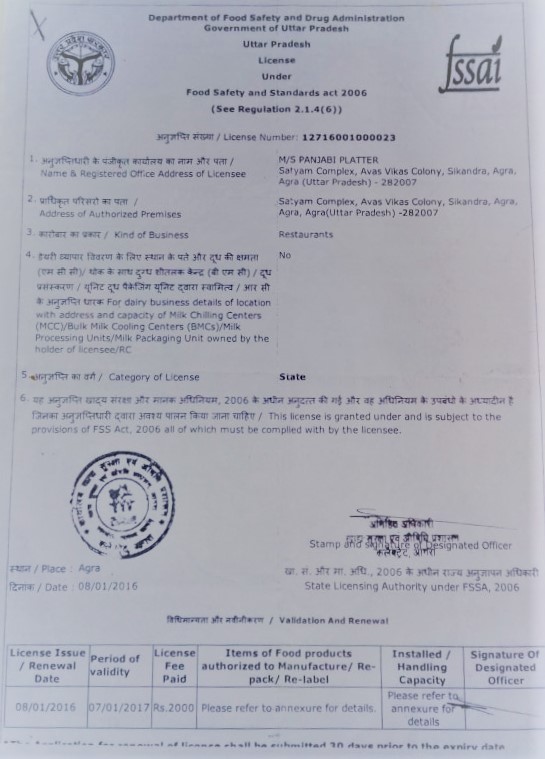 Department of Food Safety and Drug Administration
Government of Uttar Pradesh
Uttar Pradesh
License
Under
Food Safety and Standards act 2006
(See Regulation 2.1.4(6))
fssai
अनुज्ञप्ति संख्या / License Number: 12716001000023
1. अनुज्ञप्तिधारी के पंजीकृत कार्यालय का नाम और पता /
Name & Registered Office Address of Licensee
M/S PANJABI PLATTER
Satyam Complex, Avas Vikas Colony, Sikandra, Agra,
Agra (Uttar Pradesh) - 282007
2. प्राधिकृत परिसरो का पता /
Address of Authorized Premises
Satyam Complex, Avas Vikas Colony, Sikandra, Agra,
Agra, Agra(Uttar Pradesh) -282007
3. कारोबार का प्रकार / Kind of Business
Restaurants
4. डेयरी व्यापार विवरण के लिए स्थान के पते और दूध की क्षमता
(एम सी सी)/ थोक के साथ दुग्ध शीतलक केन्द्र (बी एम सी) / दूध
प्रसंस्करण / यूनिट दूध पैकेजिंग यूनिट द्वारा स्वामित्व / आर सी
के अनुज्ञप्ति धारक For dairy business details of location
with address and capacity of Milk Chilling Centers
(MCC)/Bulk Milk Cooling Centers (BMCs)/Milk
Processing Units/Milk Packaging Unit owned by the
holder of licensee/RC
No
5. अनुज्ञप्ति का वर्ग / Category of License
State
6. यह अनुज्ञप्ति खाद्य सुरक्षा और मानक अधिनियम, 2006 के अधीन अनुदत्त की गई और वह अधिनियम के उपबंधो के अध्याधीन है
जिनका अनुज्ञप्तिधारी द्वारा अवश्य पालन किया जाना चाहिए / This license is granted under and is subject to the
provisions of FSS Act, 2006 all of which must be complied with by the licensee.
अभिहित अधिकारी
Stamp and signature of Designated Officer
कलेक्ट्रेट, आगरा
स्थान / Place : Agra
दिनांक / Date : 08/01/2016
खा. सं. और मा. अधि., 2006 के अधीन राज्य अनुज्ञापन अधिकारी
State Licensing Authority under FSSA, 2006
विधिमान्यता और नवीनीकरण / Validation And Renewal
License Issue / Renewal Date
Period of validity
License Fee Paid
Items of Food products authorized to Manufacture/ Re-pack/ Re-label
Installed / Handling Capacity
Signature Of Designated Officer
08/01/2016
07/01/2017
Rs.2000
Please refer to annexure for details.
Please refer to annexure for details
Application for renewal of license shall be submitted 30 days prior to the expiry date